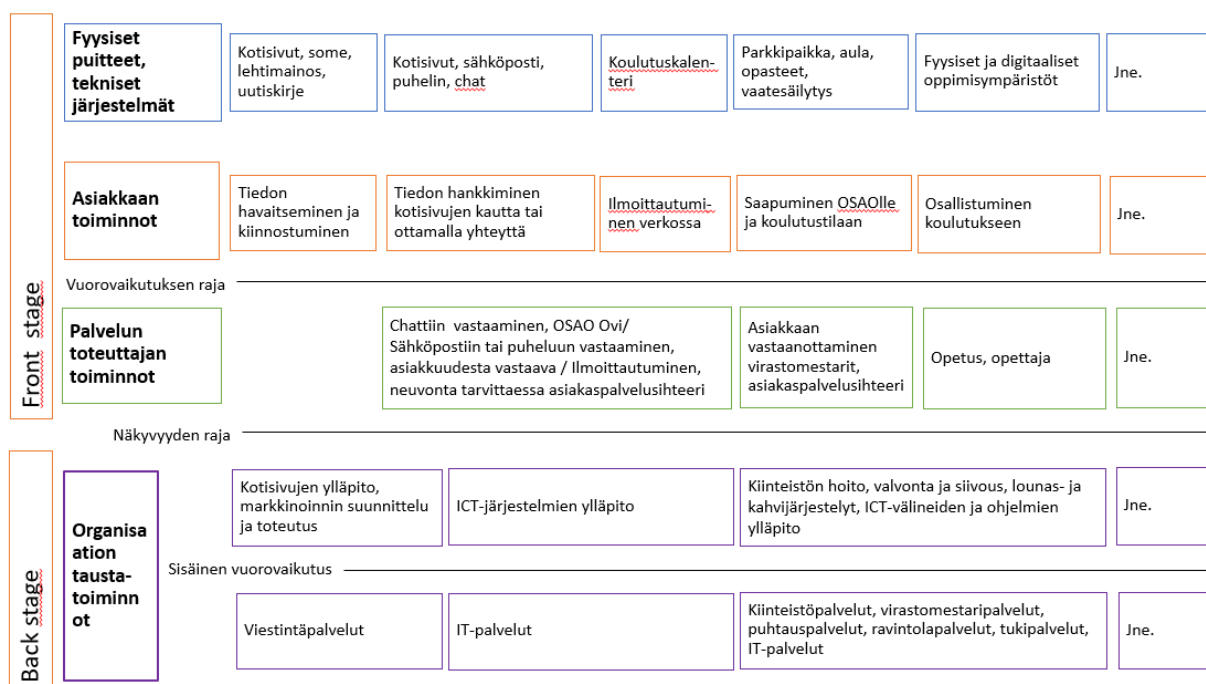 Fyysiset
puitteet,
tekniset
järjestelmät
Kotisivut, some,
lehtimainos,
uutiskirje
Kotisivut, sähköposti,
puhelin, chat
Koulutuskalen-
teri
Parkkipaikka, aula,
opasteet,
vaatesäilytys
Fyysiset ja digitaaliset
oppimisympäristöt
Jne.
Asiakkaan
toiminnot
Tiedon
havaitseminen ja
kiinnostuminen
Tiedon hankkiminen
kotisivujen kautta tai
ottamalla yhteyttä
Ilmoittautumi-
nen verkossa
Saapuminen OSAOlle
ja koulutustilaan
Osallistuminen
koulutukseen
Jne.
Vuorovaikutuksen raja
Front stage
Palvelun
toteuttajan
toiminnot
Chattiin vastaaminen, OSAO Ovi/
Sähköpostiin tai puheluun vastaaminen,
asiakkuudesta vastaava / Ilmoittautuminen,
neuvonta tarvittaessa asiakaspalvelusihteeri
Asiakkaan
vastaanottaminen
virastomestarit,
asiakaspalvelusihteeri
Opetus, opettaja
Jne.
Näkyvyyden raja
Back stage
Organisa
ation
tausta-
toiminn
ot
Kotisivujen ylläpito,
markkinoinnin suunnittelu
ja toteutus
ICT-järjestelmien ylläpito
Kiinteistön hoito, valvonta ja siivous, lounas- ja
kahvijärjestelyt, ICT-välineiden ja ohjelmien
ylläpito
Jne.
Sisäinen vuorovaikutus
Viestintäpalvelut
IT-palvelut
Kiinteistöpalvelut, virastomestaripalvelut,
puhtauspalvelut, ravintolapalvelut, tukipalvelut,
IT-palvelut
Jne.